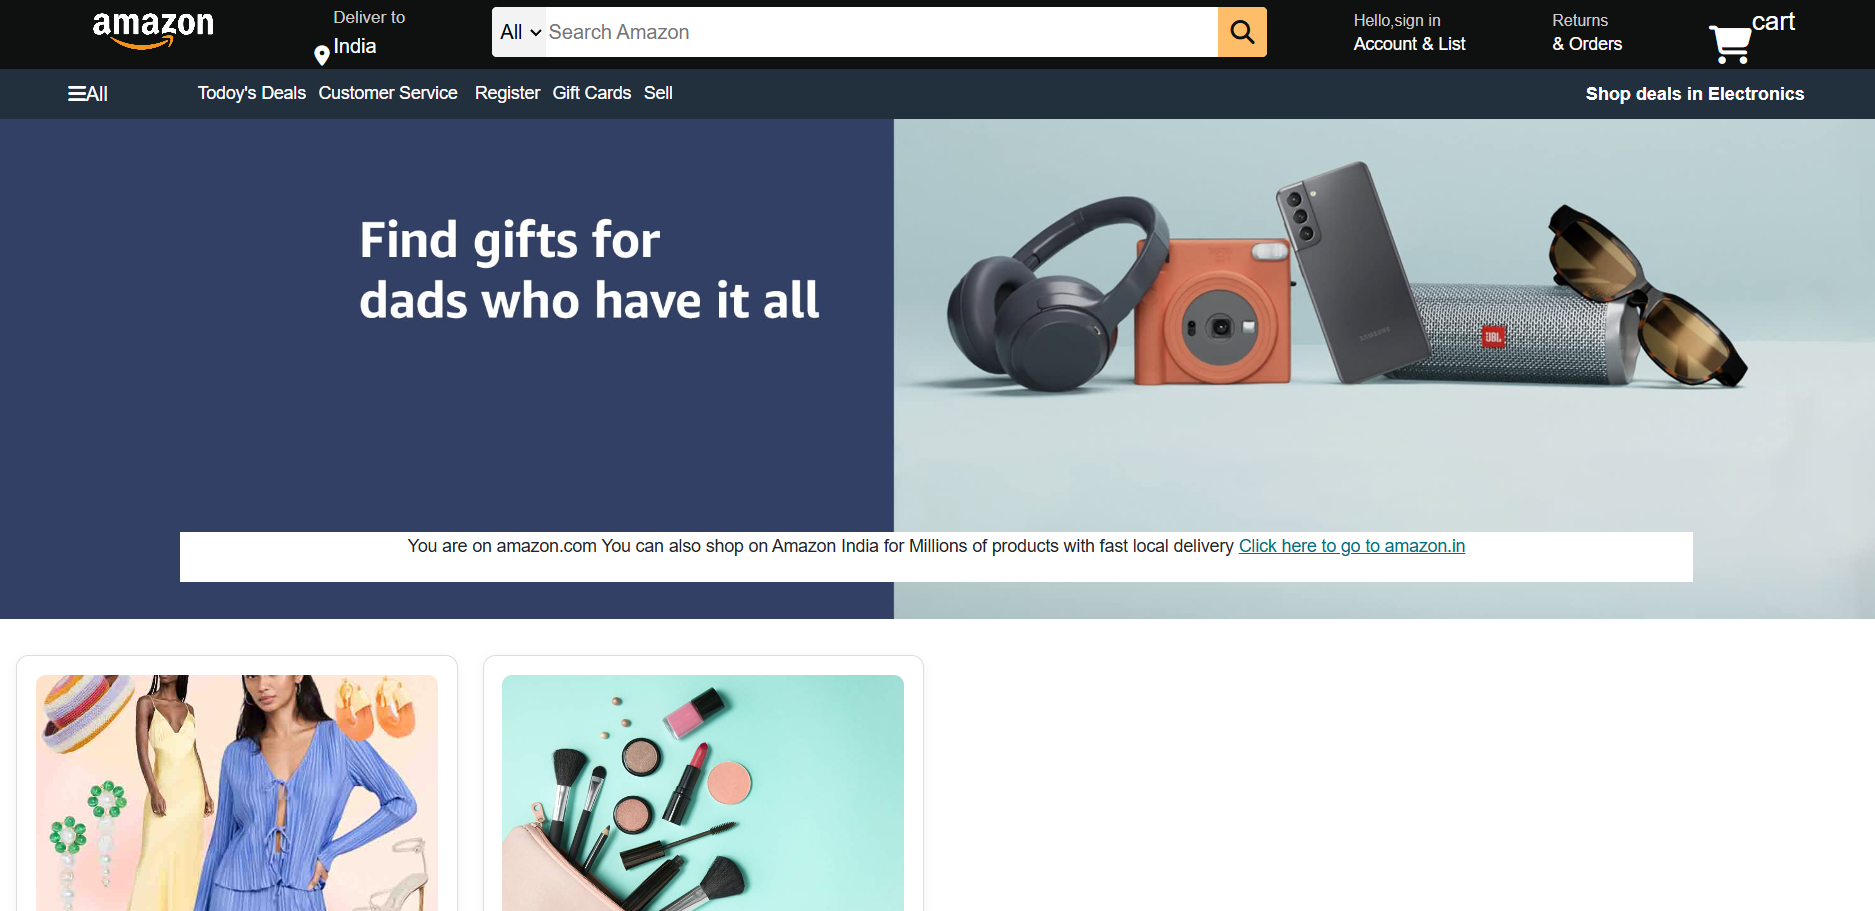 amazon
Deliver to
India
All
Search Amazon
Hello,sign in
Account & List
Returns
& Orders
cart
All
Todoy's Deals
Customer Service
Register
Gift Cards
Sell
Shop deals in Electronics
Find gifts for
dads who have it all
SAMSUNG
JBL
You are on amazon.com You can also shop on Amazon India for Millions of products with fast local delivery Click here to go to amazon.in